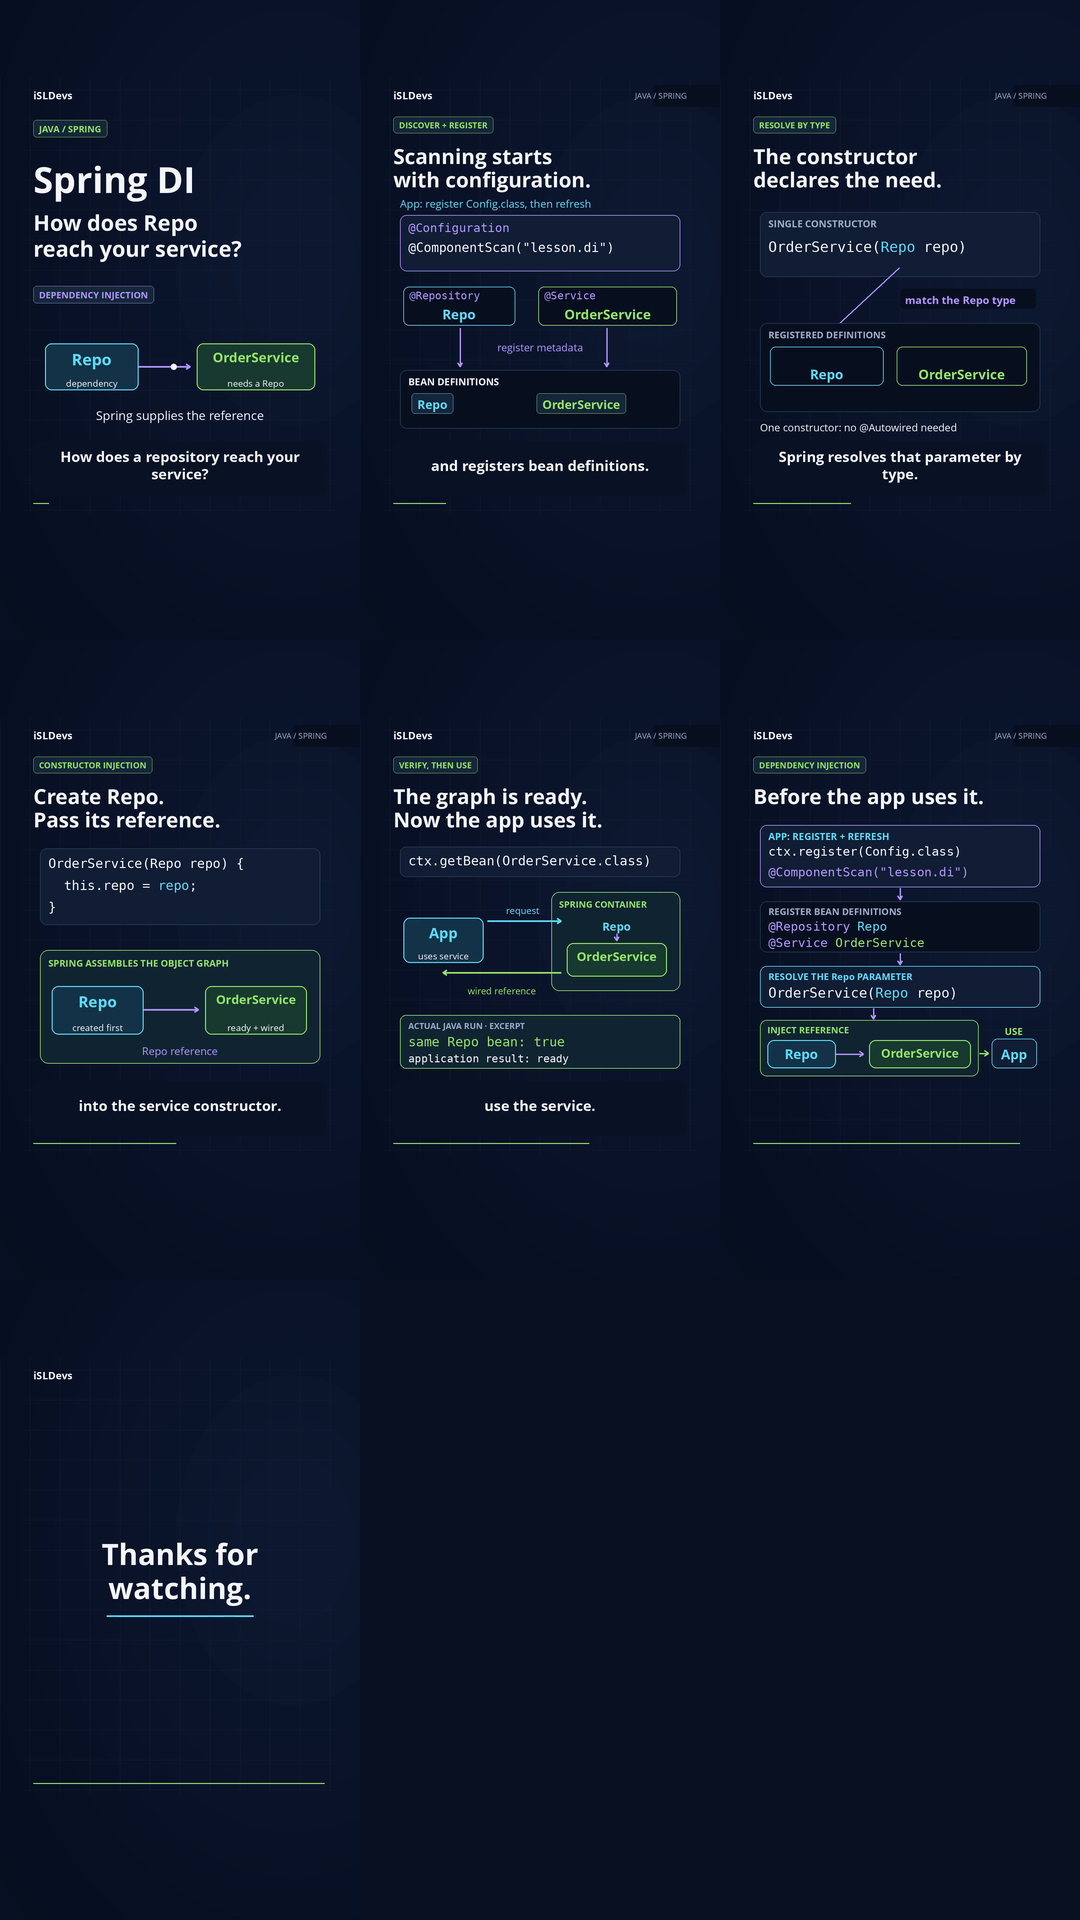 iSLDevs
JAVA / SPRING
Spring DI
How does Repo
reach your service?
DEPENDENCY INJECTION
Repo
dependency
OrderService
needs a Repo
Spring supplies the reference
How does a repository reach your
service?
iSLDevs
JAVA / SPRING
DISCOVER + REGISTER
Scanning starts
with configuration.
App: register Config.class, then refresh
@Configuration
@ComponentScan("lesson.di")
@Repository
Repo
@Service
OrderService
register metadata
BEAN DEFINITIONS
Repo
OrderService
and registers bean definitions.
iSLDevs
JAVA / SPRING
RESOLVE BY TYPE
The constructor
declares the need.
SINGLE CONSTRUCTOR
OrderService(Repo repo)
match the Repo type
REGISTERED DEFINITIONS
Repo
OrderService
One constructor: no @Autowired needed
Spring resolves that parameter by
type.
iSLDevs
JAVA / SPRING
CONSTRUCTOR INJECTION
Create Repo.
Pass its reference.
OrderService(Repo repo) {
this.repo = repo;
}
SPRING ASSEMBLES THE OBJECT GRAPH
Repo
created first
OrderService
ready + wired
Repo reference
into the service constructor.
iSLDevs
JAVA / SPRING
VERIFY, THEN USE
The graph is ready.
Now the app uses it.
ctx.getBean(OrderService.class)
App
uses service
request
SPRING CONTAINER
Repo
OrderService
wired reference
ACTUAL JAVA RUN · EXCERPT
same Repo bean: true
application result: ready
use the service.
iSLDevs
JAVA / SPRING
DEPENDENCY INJECTION
Before the app uses it.
APP: REGISTER + REFRESH
ctx.register(Config.class)
@ComponentScan("lesson.di")
REGISTER BEAN DEFINITIONS
@Repository Repo
@Service OrderService
RESOLVE THE Repo PARAMETER
OrderService(Repo repo)
INJECT REFERENCE
Repo
OrderService
USE
App
iSLDevs
Thanks for
watching.